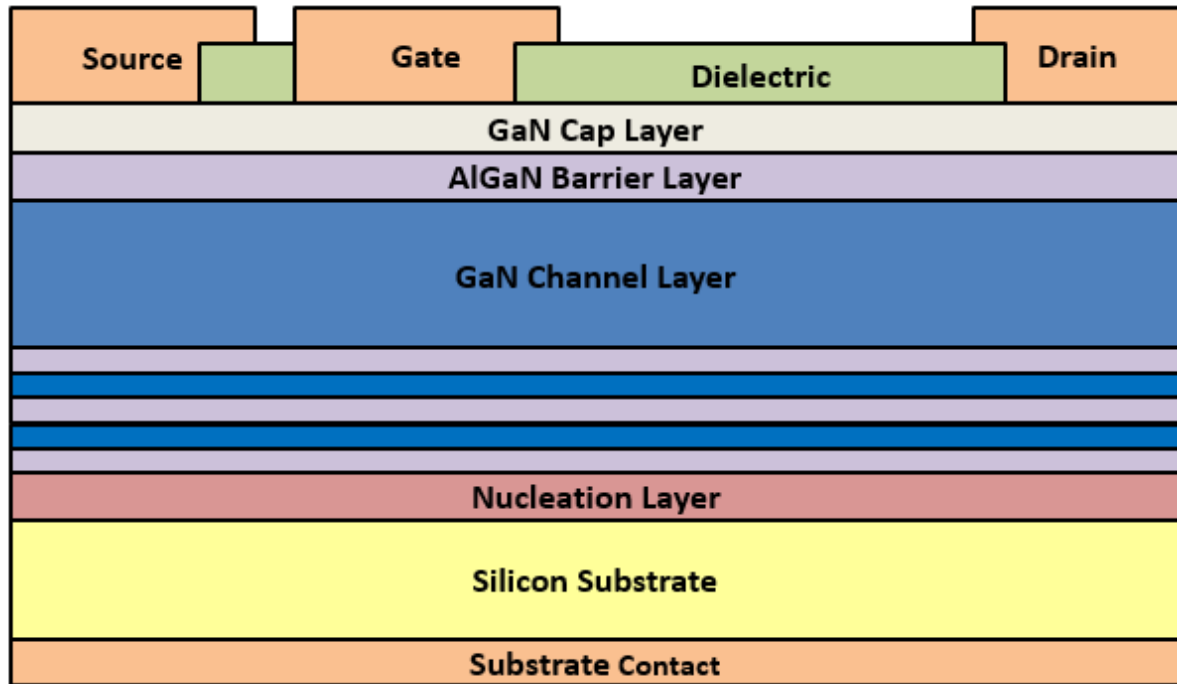 Source
Gate
Dielectric
Drain
GaN Cap Layer
AlGaN Barrier Layer
GaN Channel Layer
Nucleation Layer
Silicon Substrate
Substrate Contact